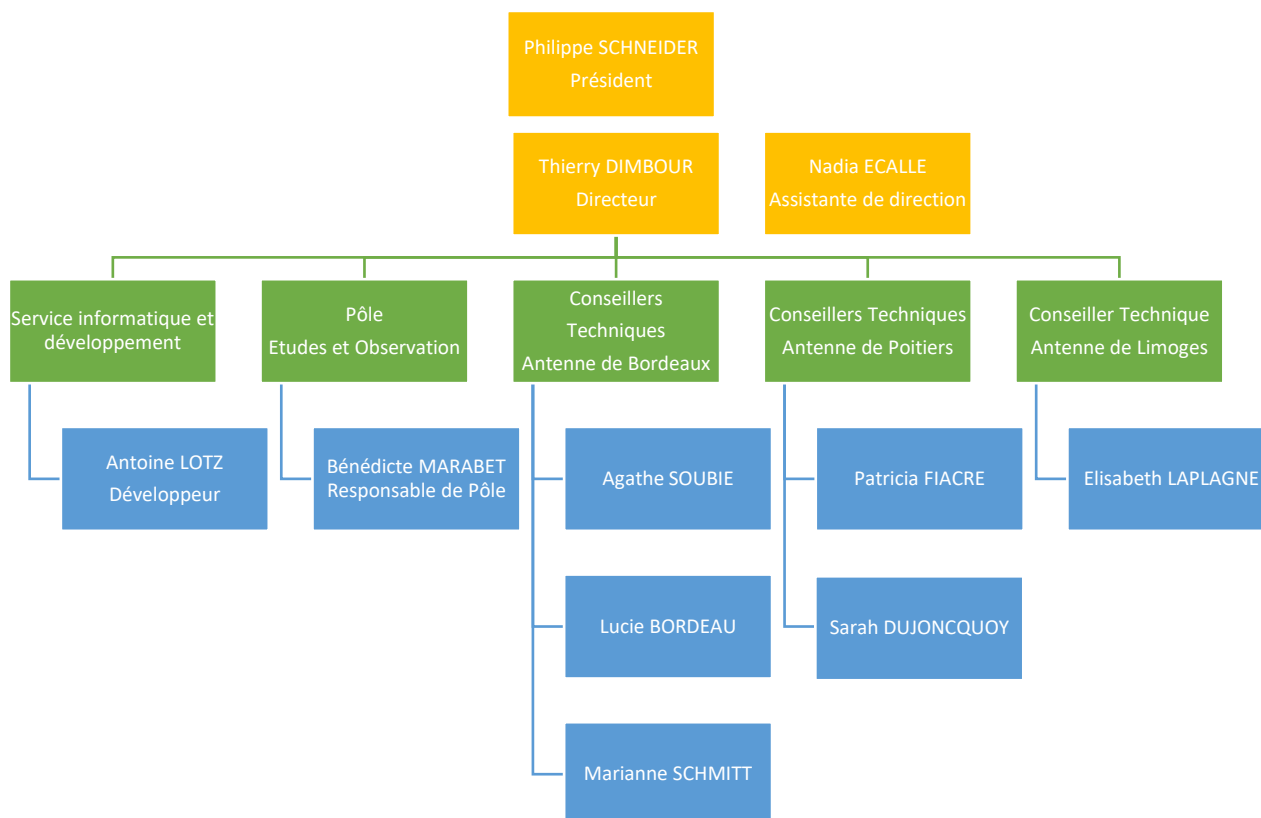 Philippe SCHNEIDER
Président
Thierry DIMBOUR
Directeur
Nadia ECALLE
Assistante de direction
Service informatique et
développement
Pôle
Etudes et Observation
Conseillers
Techniques
Antenne de Bordeaux
Conseillers Techniques
Antenne de Poitiers
Conseiller Technique
Antenne de Limoges
Antoine LOTZ
Développeur
Bénédicte MARABET
Responsable de Pôle
Agathe SOUBIE
Patricia FIACRE
Elisabeth LAPLAGNE
Lucie BORDEAU
Sarah DUJONCQUOY
Marianne SCHMITT